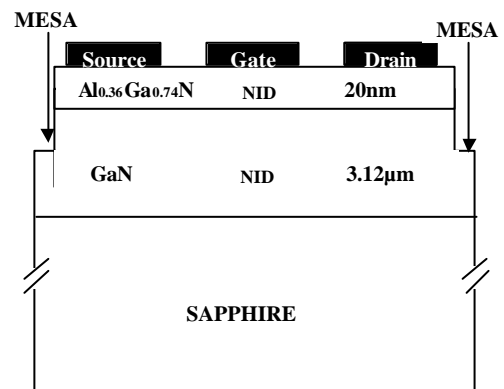 MESA
MESA
Source Gate Drain
Al0.36Ga0.74N NID 20nm
GaN NID 3.12μm
SAPPHIRE